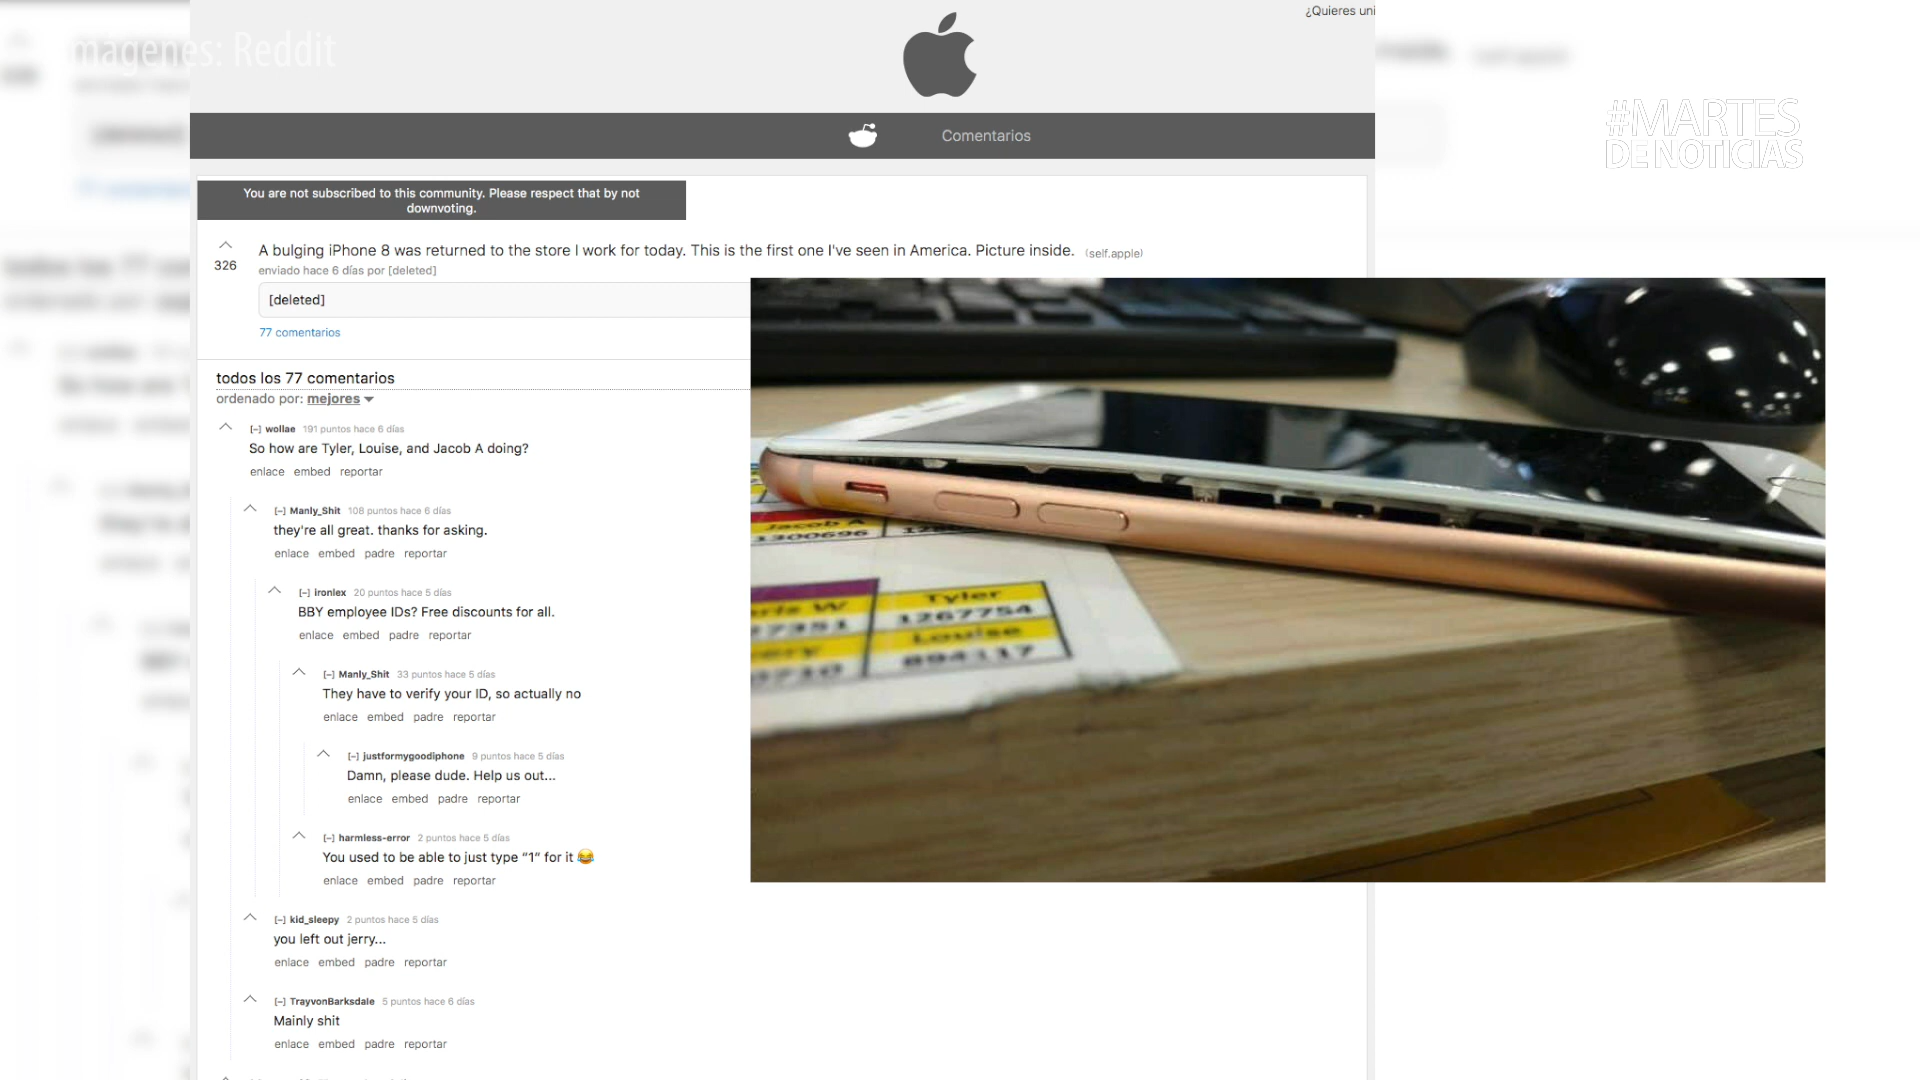 Imágenes: Reddit
¿Quieres uni
#MARTES
DE NOTICIAS
Comentarios
You are not subscribed to this community. Please respect that by not
downvoting.
326
A bulging iPhone 8 was returned to the store I work for today. This is the first one I've seen in America. Picture inside. (self.apple)
enviado hace 6 días por [deleted]
[deleted]
77 comentarios
todos los 77 comentarios
ordenado por: mejores
[–] wollae 191 puntos hace 6 días
So how are Tyler, Louise, and Jacob A doing?
enlace embed reportar
[–] Manly_Shit 108 puntos hace 6 días
they're all great. thanks for asking.
enlace embed padre reportar
[–] ironlex 20 puntos hace 5 días
BBY employee IDs? Free discounts for all.
enlace embed padre reportar
[–] Manly_Shit 33 puntos hace 5 días
They have to verify your ID, so actually no
enlace embed padre reportar
[–] justformygoodiphone 9 puntos hace 5 días
Damn, please dude. Help us out...
enlace embed padre reportar
[–] harmless-error 2 puntos hace 5 días
You used to be able to just type “1” for it 😂
enlace embed padre reportar
[–] kid_sleepy 2 puntos hace 5 días
you left out jerry...
enlace embed padre reportar
[–] TrayvonBarksdale 5 puntos hace 6 días
Mainly shit
enlace embed padre reportar
Jacob A
1300696
Tyler
1267754
Louise